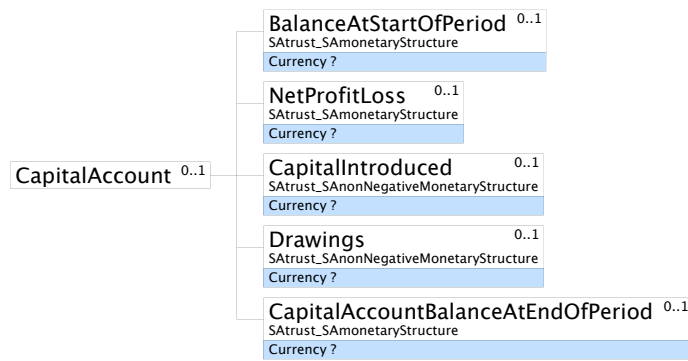 BalanceAtStartOfPeriod 0..1
SAtrust_SAmonetaryStructure
Currency ?
NetProfitLoss 0..1
SAtrust_SAmonetaryStructure
Currency ?
CapitalAccount 0..1
CapitalIntroduced 0..1
SAtrust_SAnonNegativeMonetaryStructure
Currency ?
Drawings 0..1
SAtrust_SAnonNegativeMonetaryStructure
Currency ?
CapitalAccountBalanceAtEndOfPeriod 0..1
SAtrust_SAmonetaryStructure
Currency ?